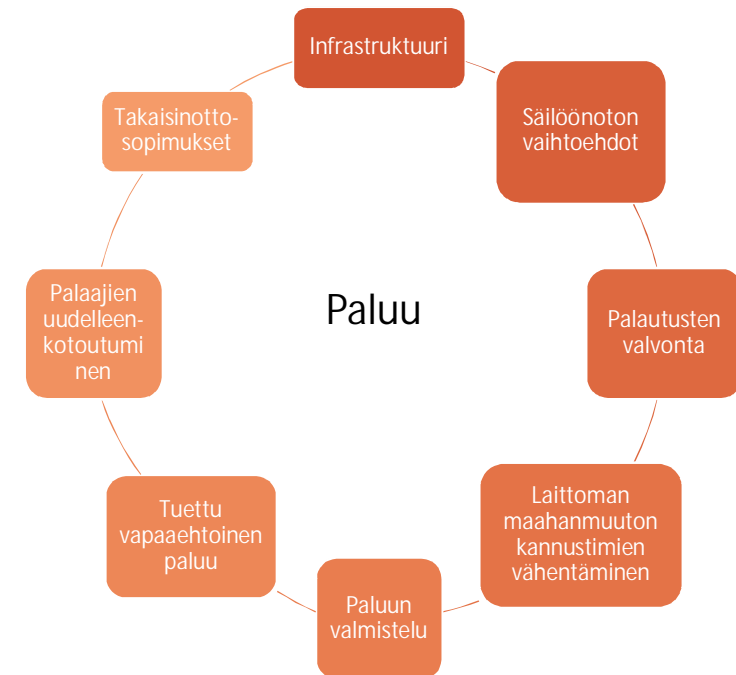 Infrastruktuuri
Säilöönoton
vaihtoehdot
Palautusten
valvonta
Laittoman
maahanmuuton
kannustimien
vähentäminen
Paluun
valmistelu
Tuettu
vapaaehtoinen
paluu
Palaajien
uudelleen-
kotoutumi
nen
Takaisinotto-
sopimukset
Paluu